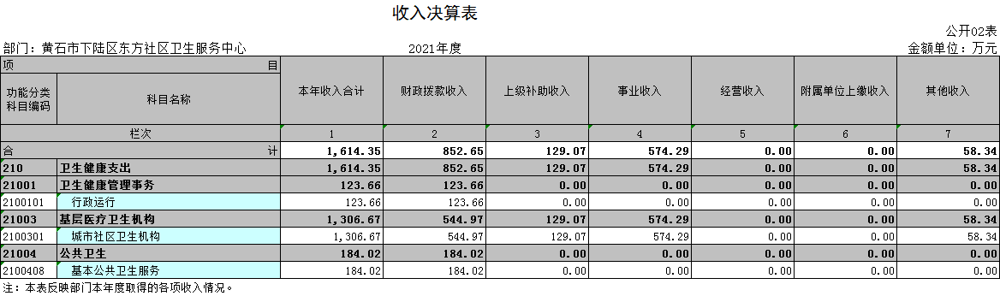 收入决算表
公开02表
部门：黄石市下陆区东方社区卫生服务中心 2021年度 金额单位：万元
项 目 本年收入合计 财政拨款收入 上级补助收入 事业收入 经营收入 附属单位上缴收入 其他收入
功能分类科目编码 科目名称
栏次 1 2 3 4 5 6 7
合 计 1,614.35 852.65 129.07 574.29 0.00 0.00 58.34
210 卫生健康支出 1,614.35 852.65 129.07 574.29 0.00 0.00 58.34
21001 卫生健康管理事务 123.66 123.66 0.00 0.00 0.00 0.00 0.00
2100101 行政运行 123.66 123.66 0.00 0.00 0.00 0.00 0.00
21003 基层医疗卫生机构 1,306.67 544.97 129.07 574.29 0.00 0.00 58.34
2100301 城市社区卫生机构 1,306.67 544.97 129.07 574.29 0.00 0.00 58.34
21004 公共卫生 184.02 184.02 0.00 0.00 0.00 0.00 0.00
2100408 基本公共卫生服务 184.02 184.02 0.00 0.00 0.00 0.00 0.00
注：本表反映部门本年度取得的各项收入情况。